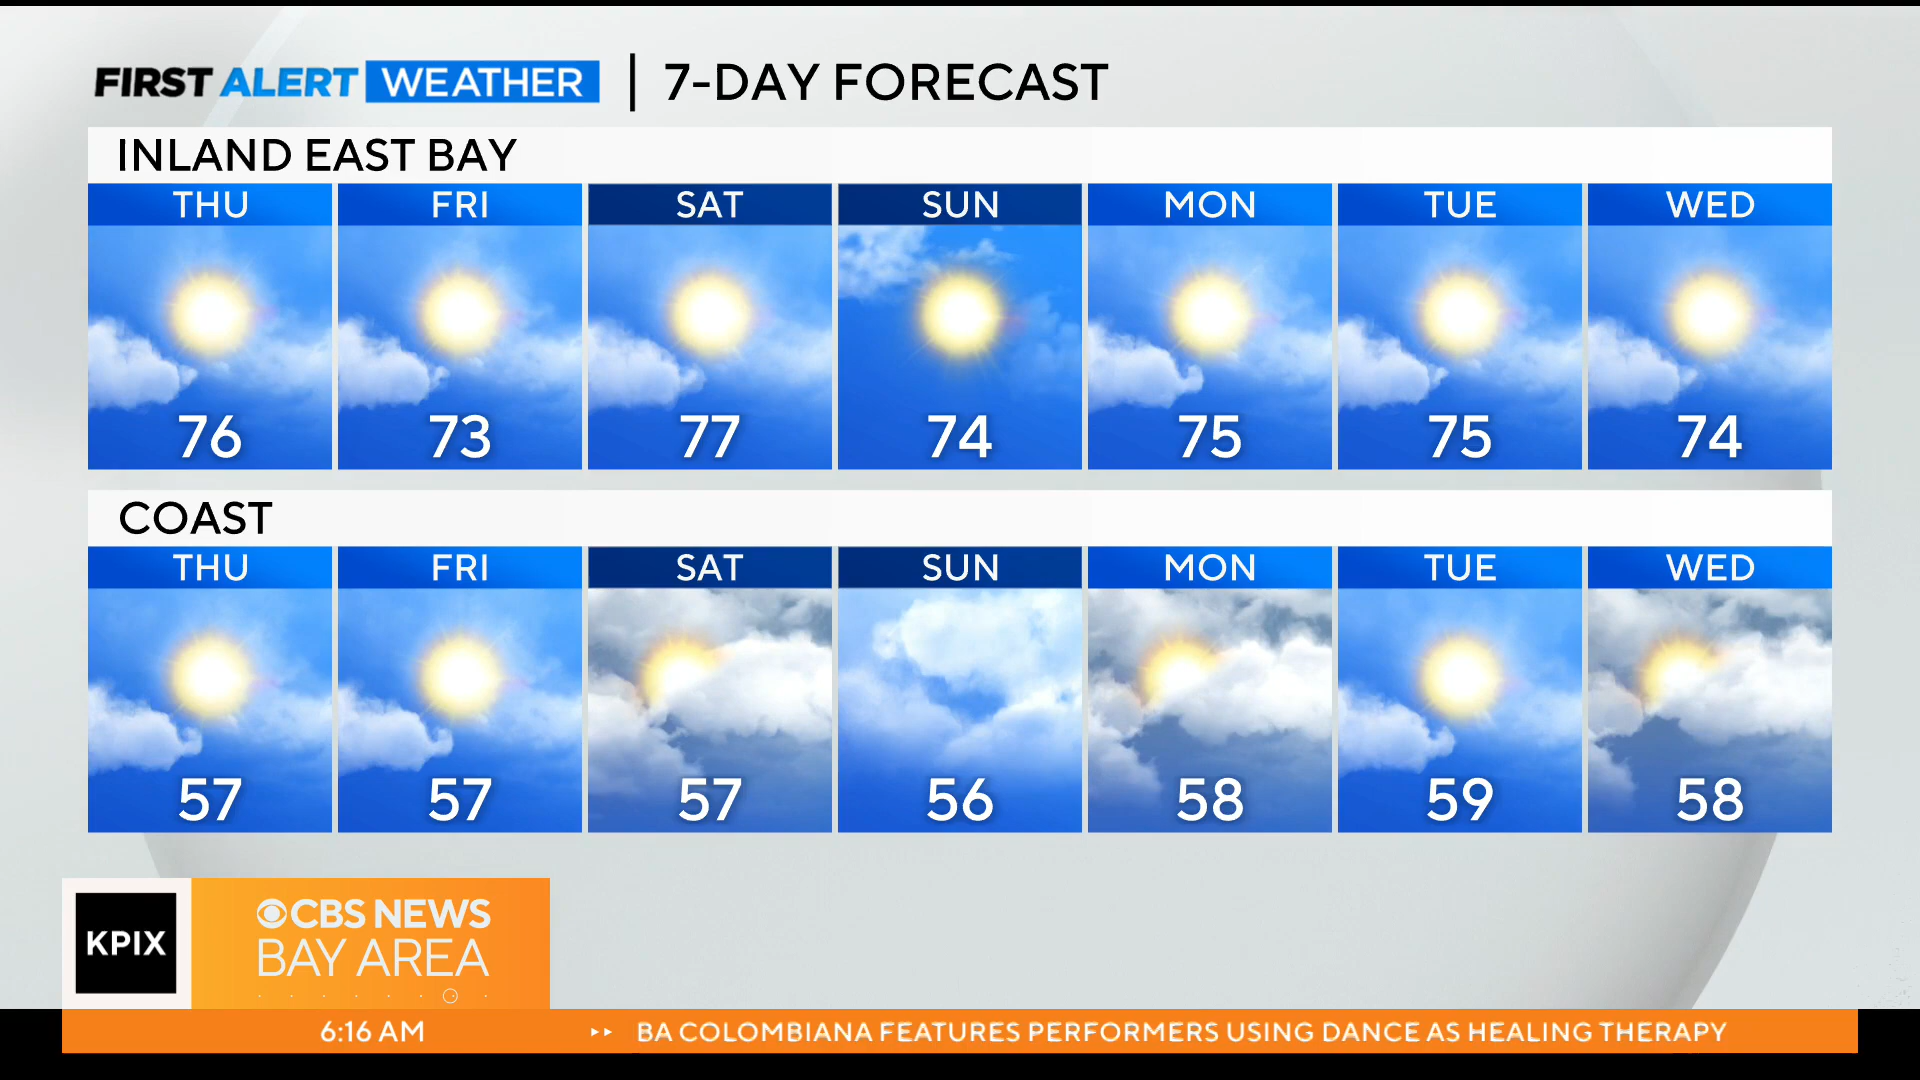 FIRST ALERT WEATHER | 7-DAY FORECAST
INLAND EAST BAY
THU FRI SAT SUN MON TUE WED
76 73 77 74 75 75 74
COAST
THU FRI SAT SUN MON TUE WED
57 57 57 56 58 59 58
KPIX
CBS NEWS
BAY AREA
6:16 AM
BA COLOMBIANA FEATURES PERFORMERS USING DANCE AS HEALING THERAPY